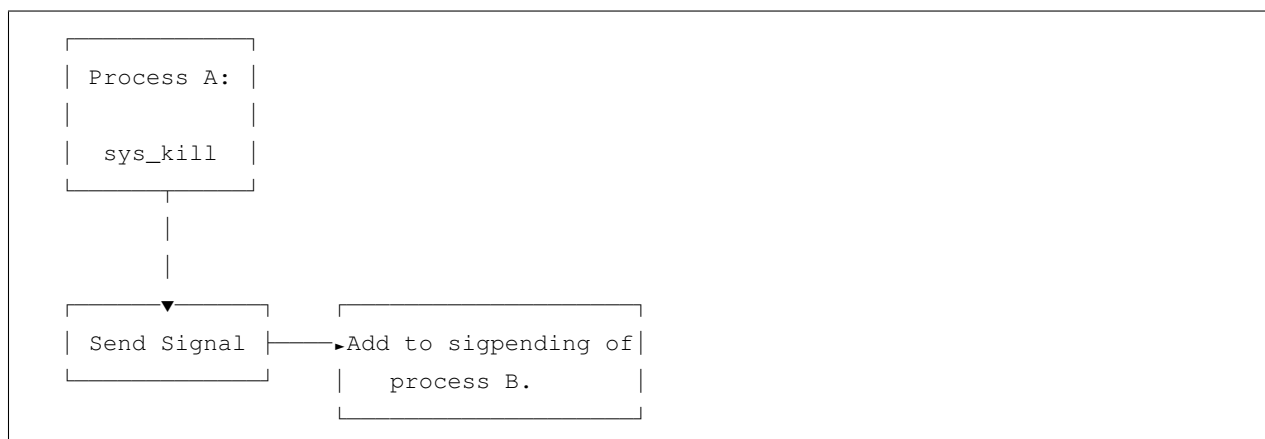 Process A:
sys_kill
Send Signal
Add to sigpending of
process B.